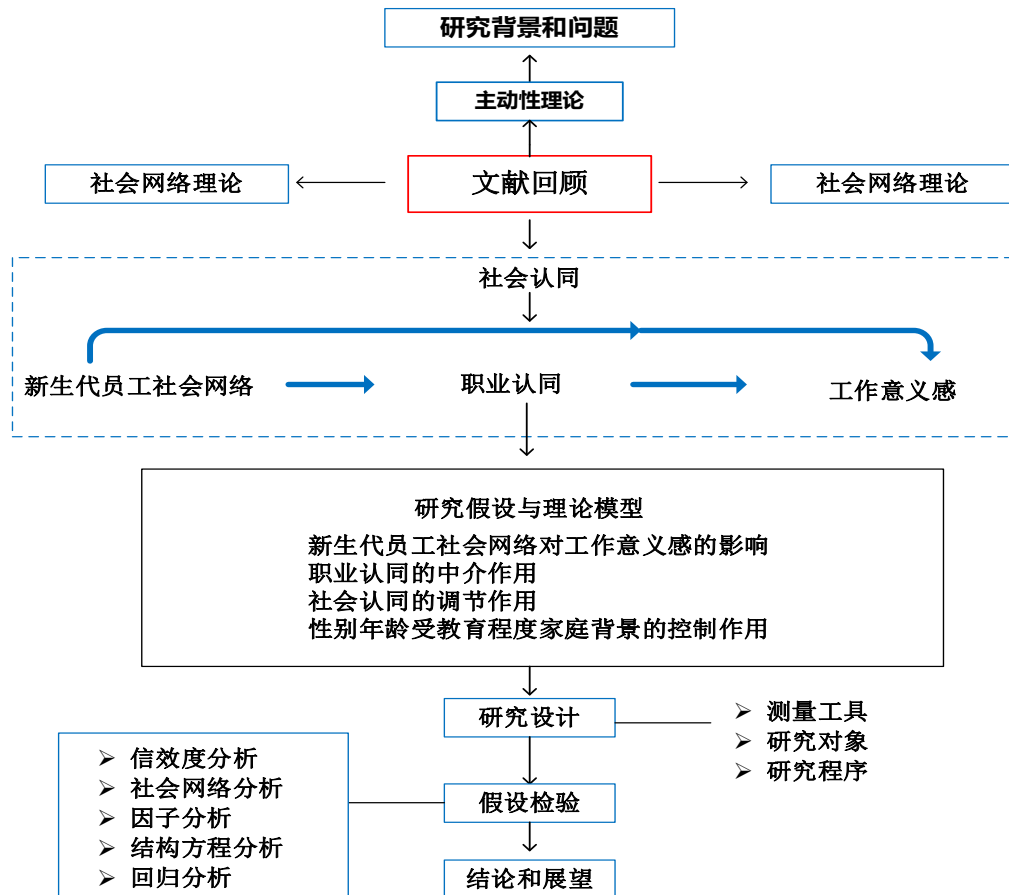 研究背景和问题
主动性理论
社会网络理论
文献回顾
社会网络理论
社会认同
新生代员工社会网络
职业认同
工作意义感
研究假设与理论模型
新生代员工社会网络对工作意义感的影响
职业认同的中介作用
社会认同的调节作用
性别年龄受教育程度家庭背景的控制作用
研究设计
➢ 测量工具
➢ 研究对象
➢ 研究程序
➢ 信效度分析
➢ 社会网络分析
➢ 因子分析
➢ 结构方程分析
➢ 回归分析
假设检验
结论和展望